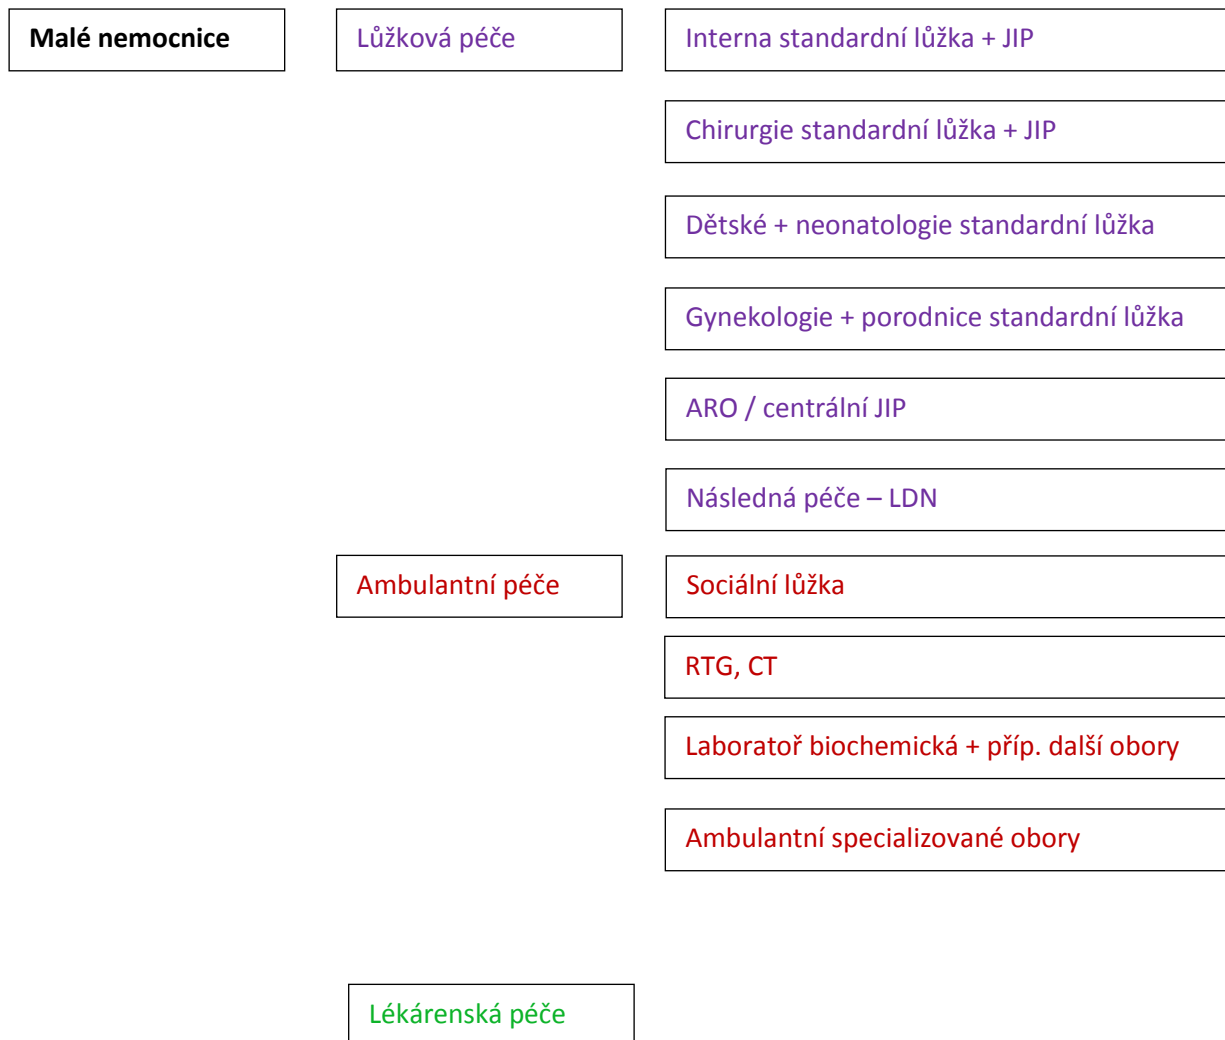 Malé nemocnice
Lůžková péče
Interna standardní lůžka + JIP
Chirurgie standardní lůžka + JIP
Dětské + neonatologie standardní lůžka
Gynekologie + porodnice standardní lůžka
ARO / centrální JIP
Následná péče – LDN
Ambulantní péče
Sociální lůžka
RTG, CT
Laboratoř biochemická + příp. další obory
Ambulantní specializované obory
Lékárenská péče